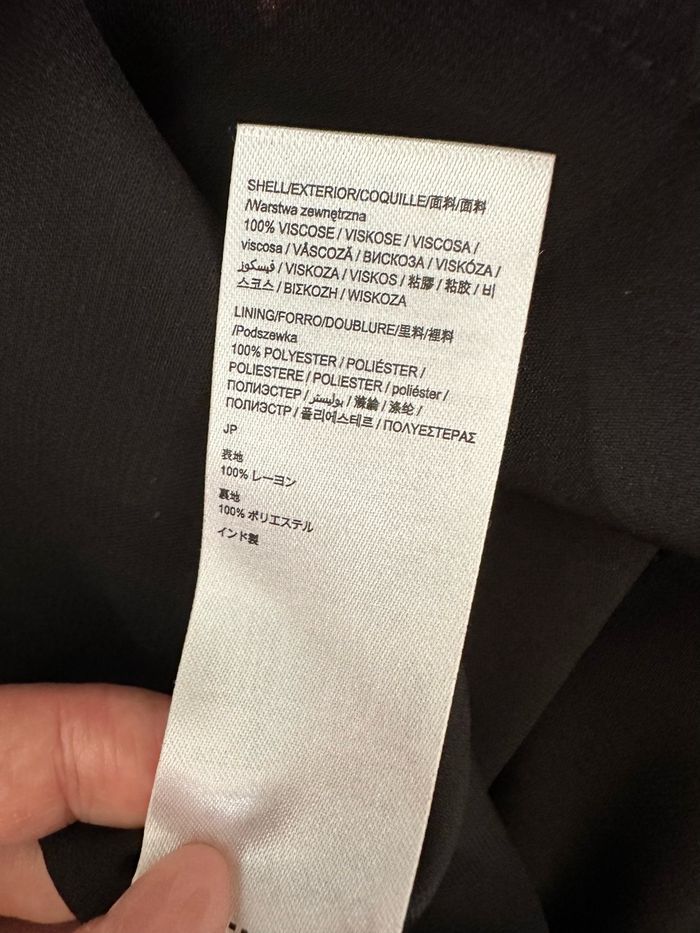 SHELL/EXTERIOR/COQUILLE/面料/面料
/Warstwa zewnętrzna
100% VISCOSE / VISKOSE / VISCOSA /
viscosa / VÂSCOZĂ / ВИСКОЗА / VISKÓZA /
فيسكوز / VISKOZA / VISKOS / 粘膠 / 粘胶 / 비
스코스 / ΒΙΣΚΟΖΗ / WISKOZA
LINING/FORRO/DOUBLURE/里料/裡料
/Podszewka
100% POLYESTER / POLIÉSTER /
POLIESTERE / POLIESTER / poliéster /
ПОЛИЭСТЕР / بوليستر / 滌綸 / 涤纶 /
ПОЛИЭСТР / 폴리에스테르 / ΠΟΛΥΕΣΤΕΡΑΣ
JP
表地
100% レーヨン
裏地
100% ポリエステル
インド製